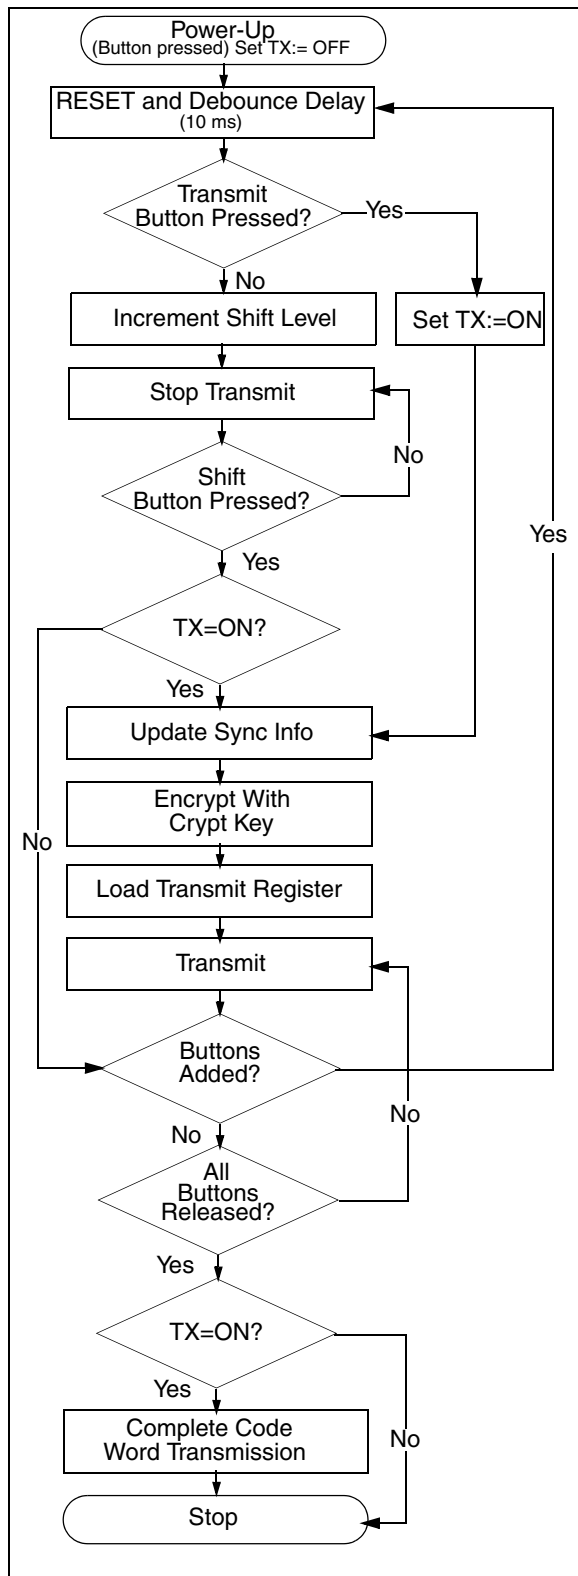 Power-Up
(Button pressed) Set TX:= OFF
RESET and Debounce Delay
(10 ms)
Transmit
Button Pressed?
Yes
No
Increment Shift Level
Set TX:=ON
Stop Transmit
No
Shift
Button Pressed?
Yes
Yes
TX=ON?
Yes
Update Sync Info
Encrypt With
Crypt Key
No
Load Transmit Register
Transmit
Buttons
Added?
No
No
All
Buttons
Released?
Yes
TX=ON?
Yes
Complete Code
Word Transmission
No
Stop